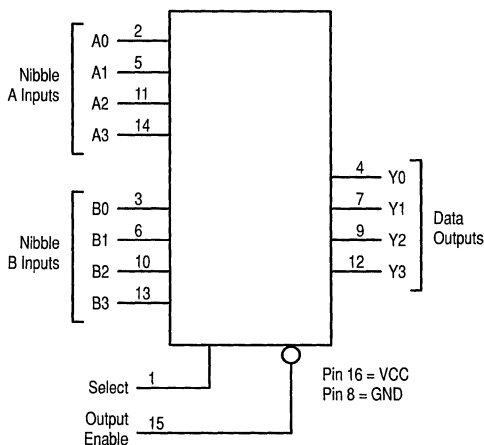 Nibble
A Inputs
A0 2
A1 5
A2 11
A3 14
Nibble
B Inputs
B0 3
B1 6
B2 10
B3 13
4 Y0
7 Y1
9 Y2
12 Y3
Data
Outputs
Select 1
Output
Enable 15
Pin 16 = VCC
Pin 8 = GND